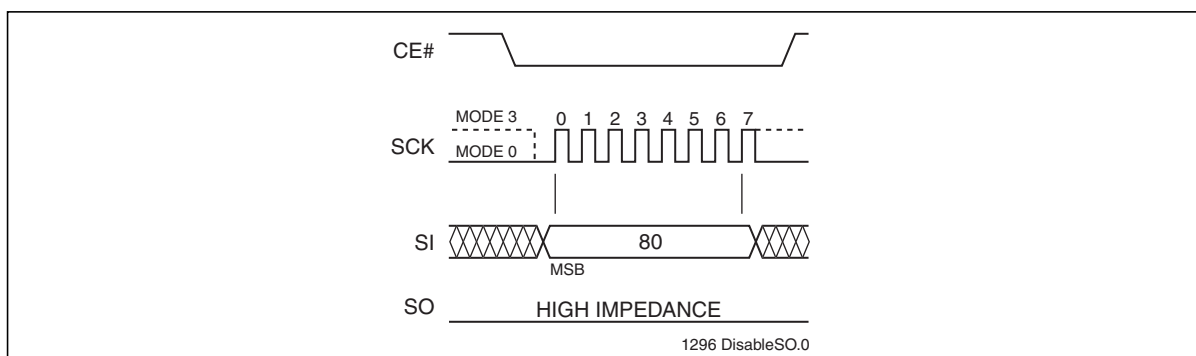 CE#
MODE 3
0 1 2 3 4 5 6 7
SCK
MODE 0
SI
80
MSB
SO
HIGH IMPEDANCE
1296 DisableSO.0